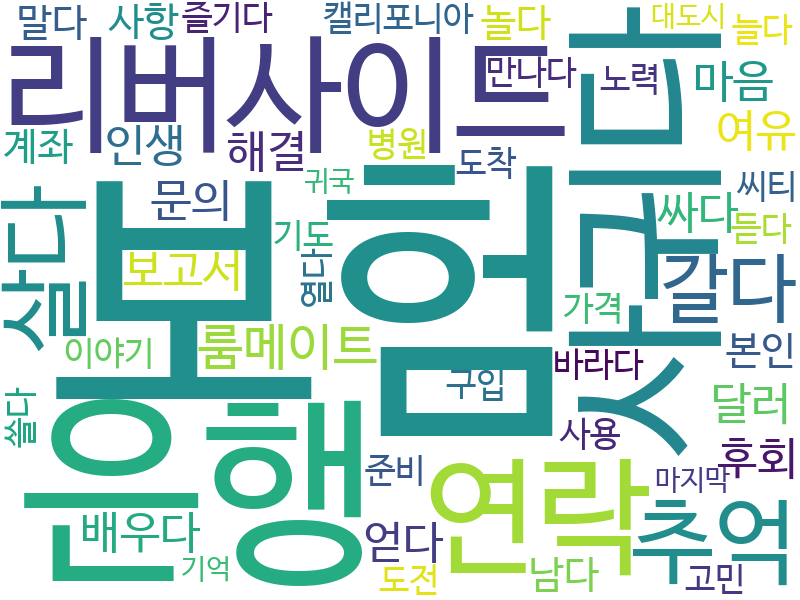 말다 사항 즐기다 캘리포니아 놀다 대도시 늘다
리버사이드 만나다 노력 마음
계좌 인생 해결 병원 도착 여유
보험 사귀다
귀국 씨티
살다 문의 기도 싸다 듣다
보고서 열다 갈다
이야기 룸메이트 가격 본인
쓸다 구입 바라다 달러
은행 연락 사용 후회
배우다 준비 마지막 추억
얻다
기억 도전 남다 고민